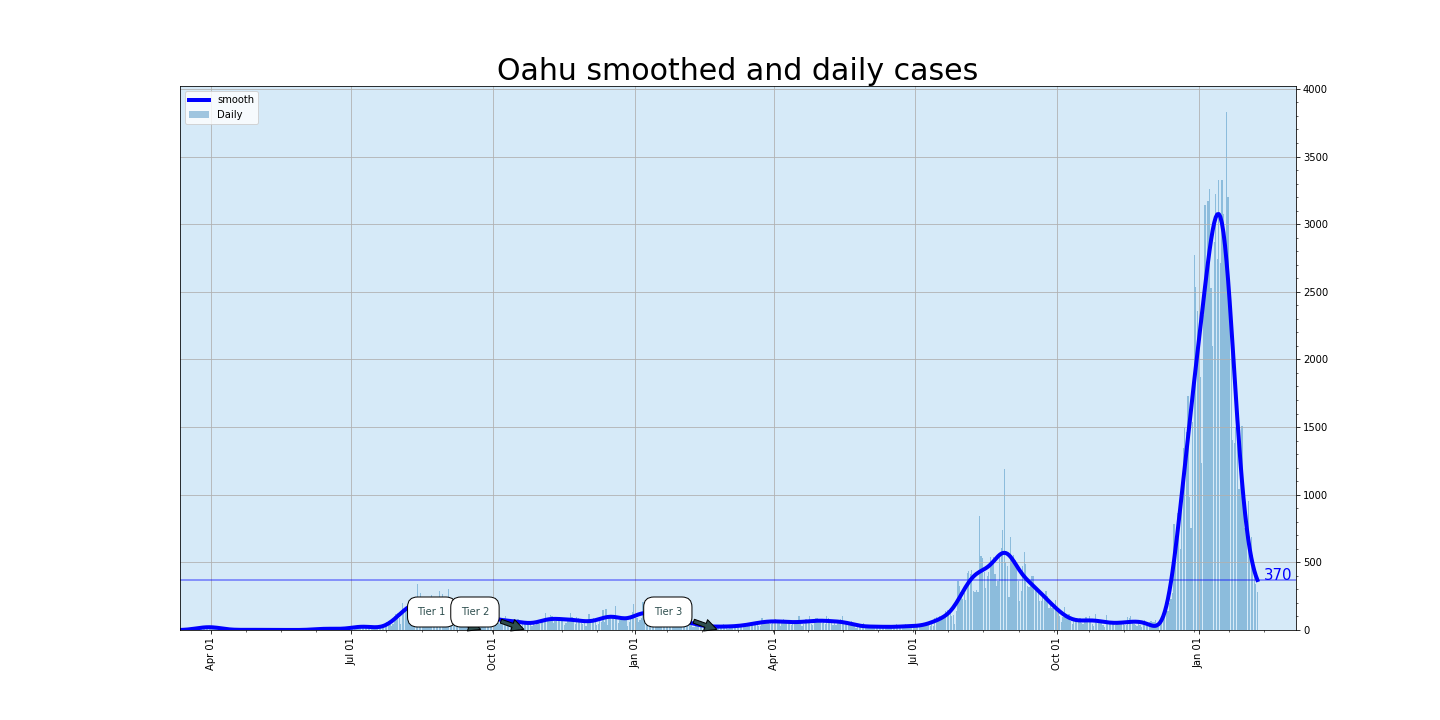 Oahu smoothed and daily cases
smooth
Daily
4000
3500
3000
2500
2000
1500
1000
500
0
370
Tier 1
Tier 2
Tier 3
Apr 01
Jul 01
Oct 01
Jan 01
Apr 01
Jul 01
Oct 01
Jan 01